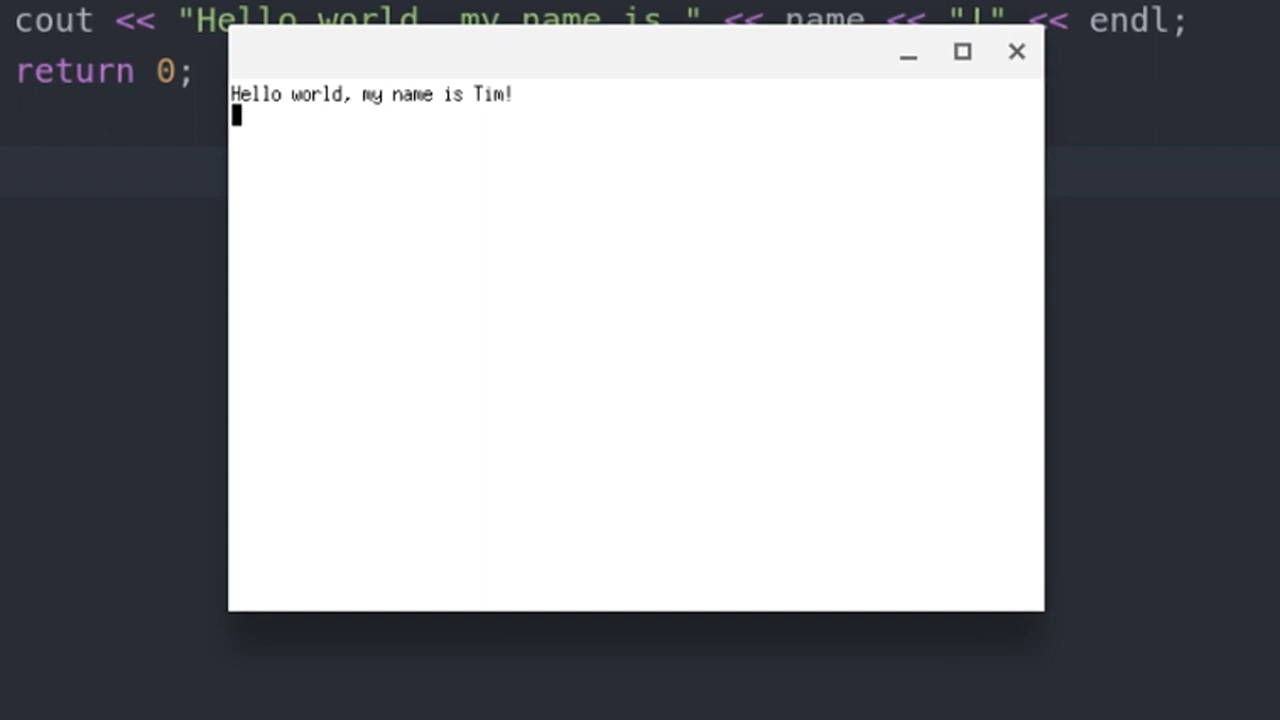 cout << "Hello world, my name is " << name << "!" << endl;
return 0;
Hello world, my name is Tim!